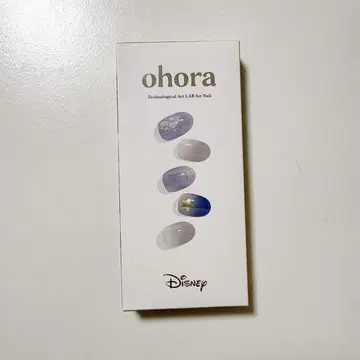 ohora
Technological Art LAB for Nail
Disney